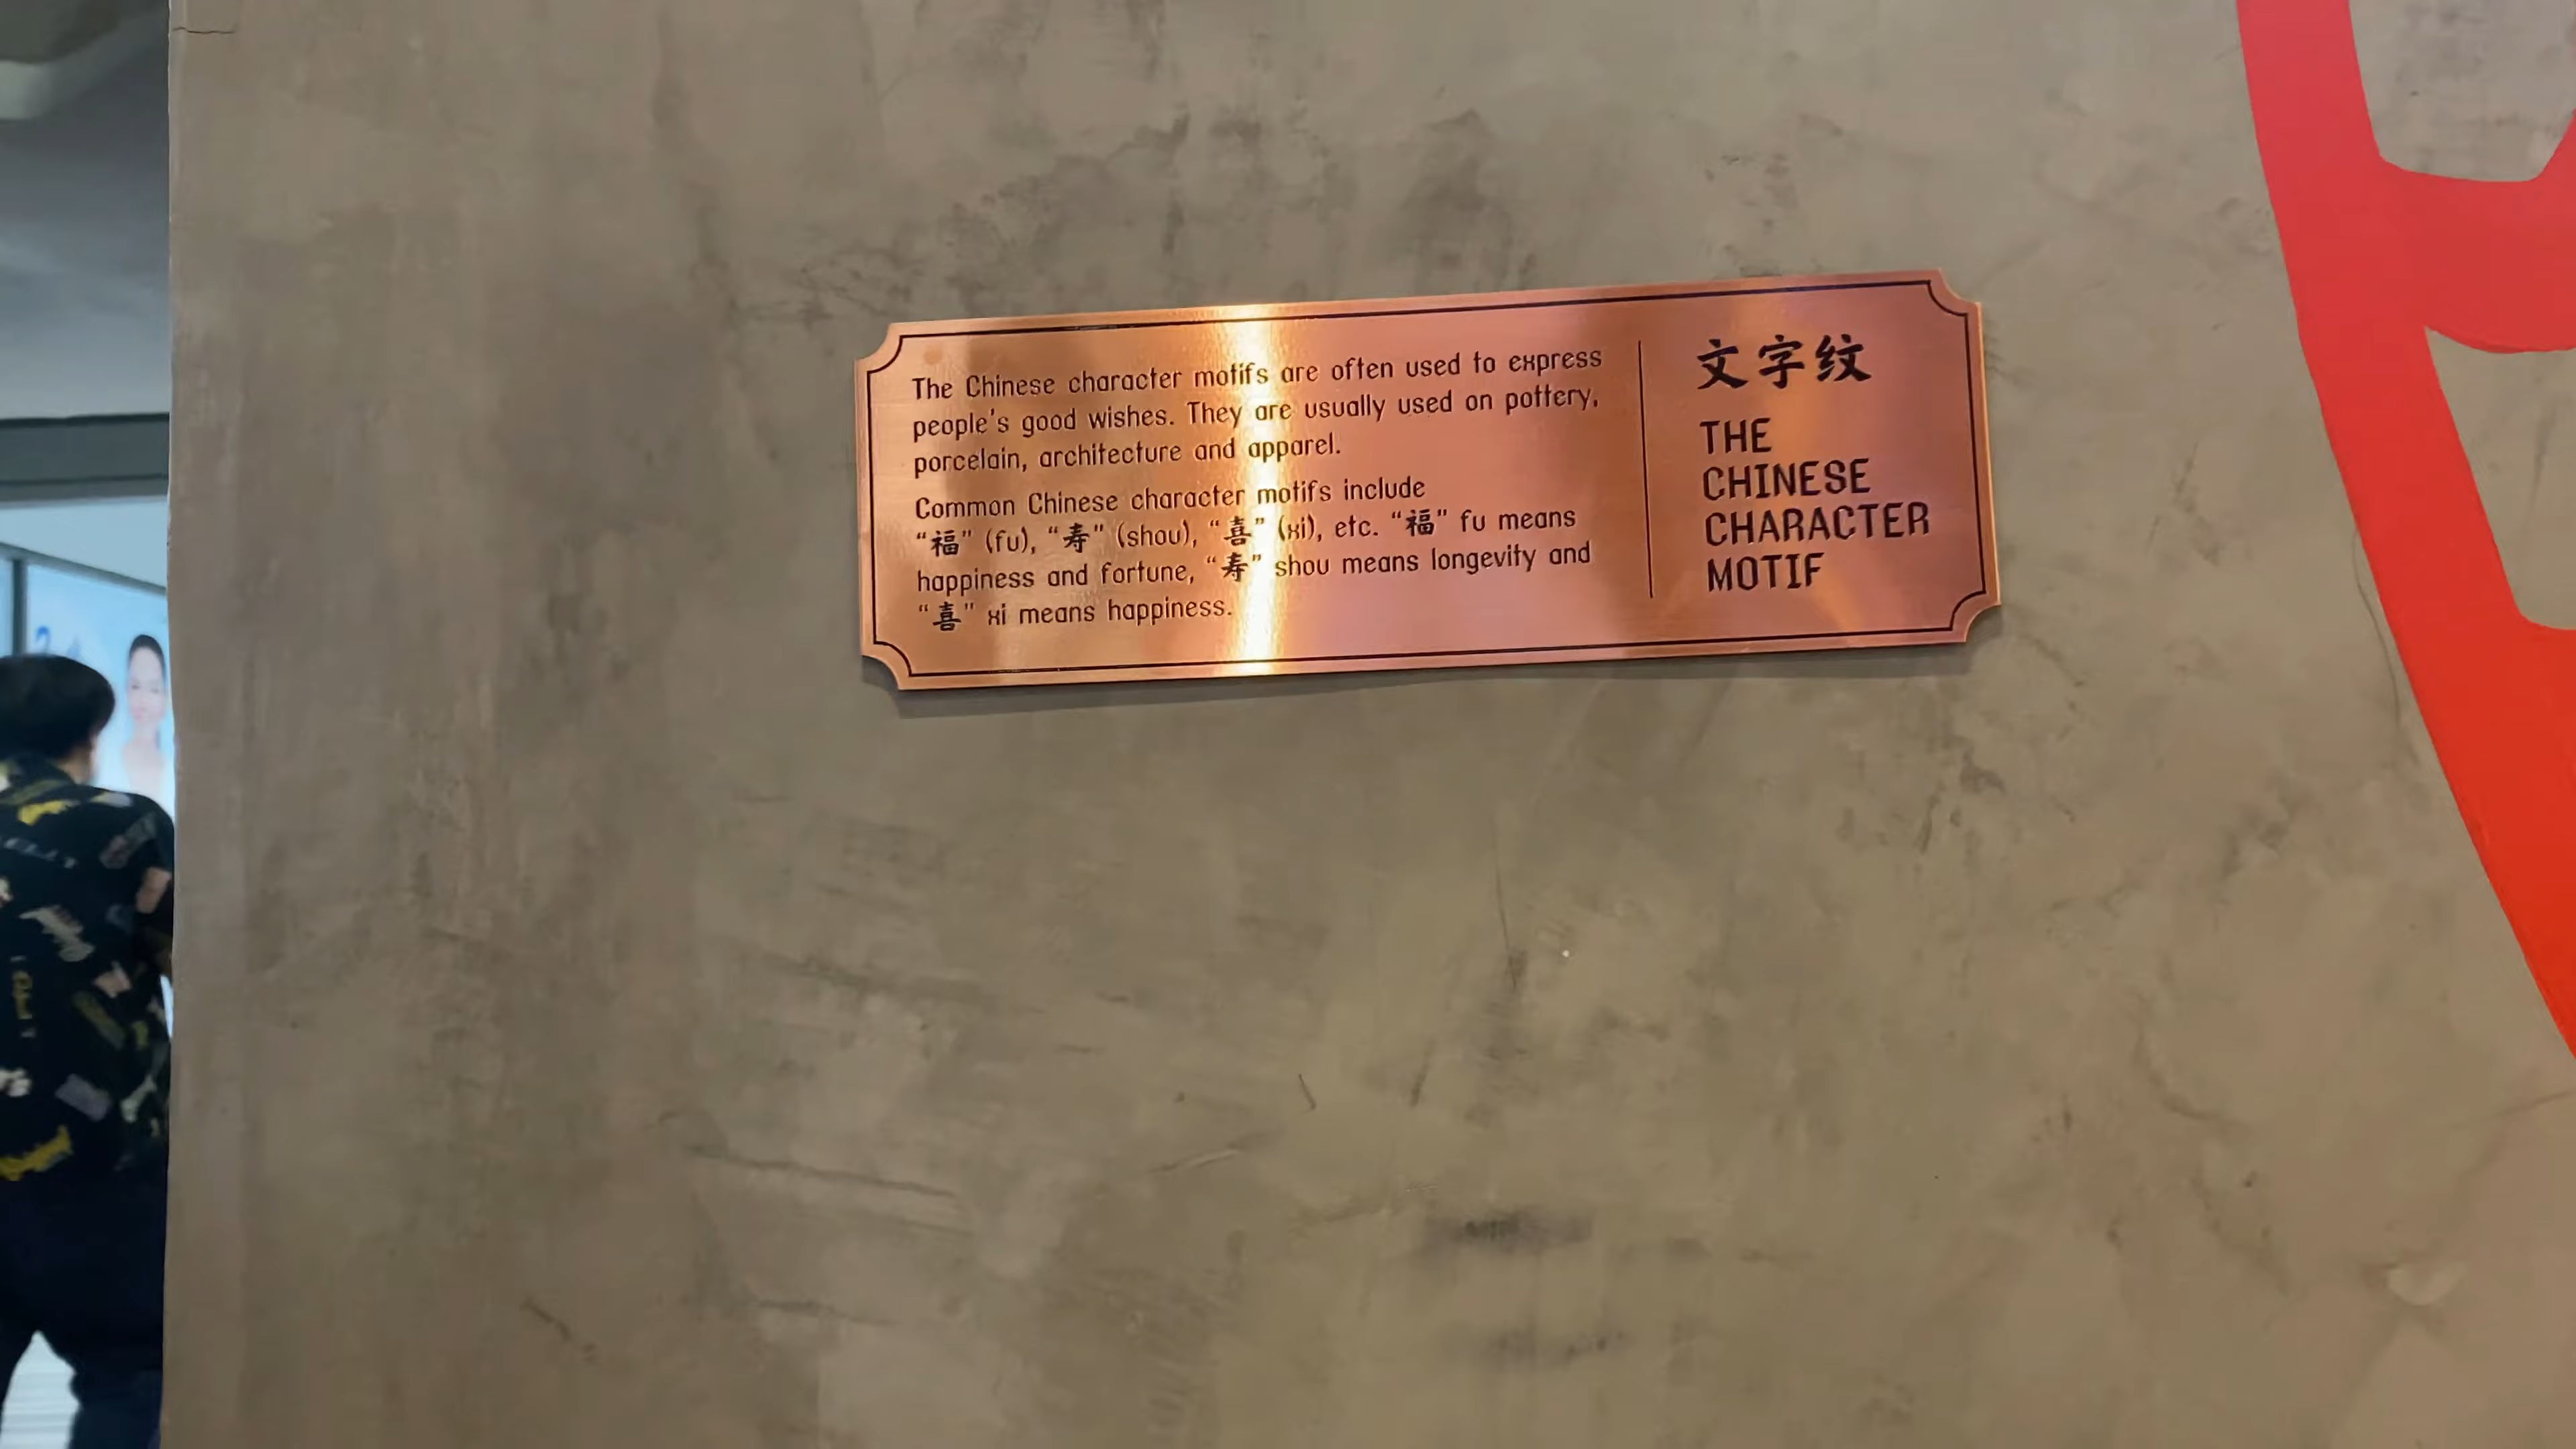 The Chinese character motifs are often used to express
people's good wishes. They are usually used on pottery,
porcelain, architecture and apparel.
Common Chinese character motifs include
“福” (fu), “寿” (shou), “喜” (xi), etc. “福” fu means
happiness and fortune, “寿” shou means longevity and
“喜” xi means happiness.
文字纹
THE
CHINESE
CHARACTER
MOTIF